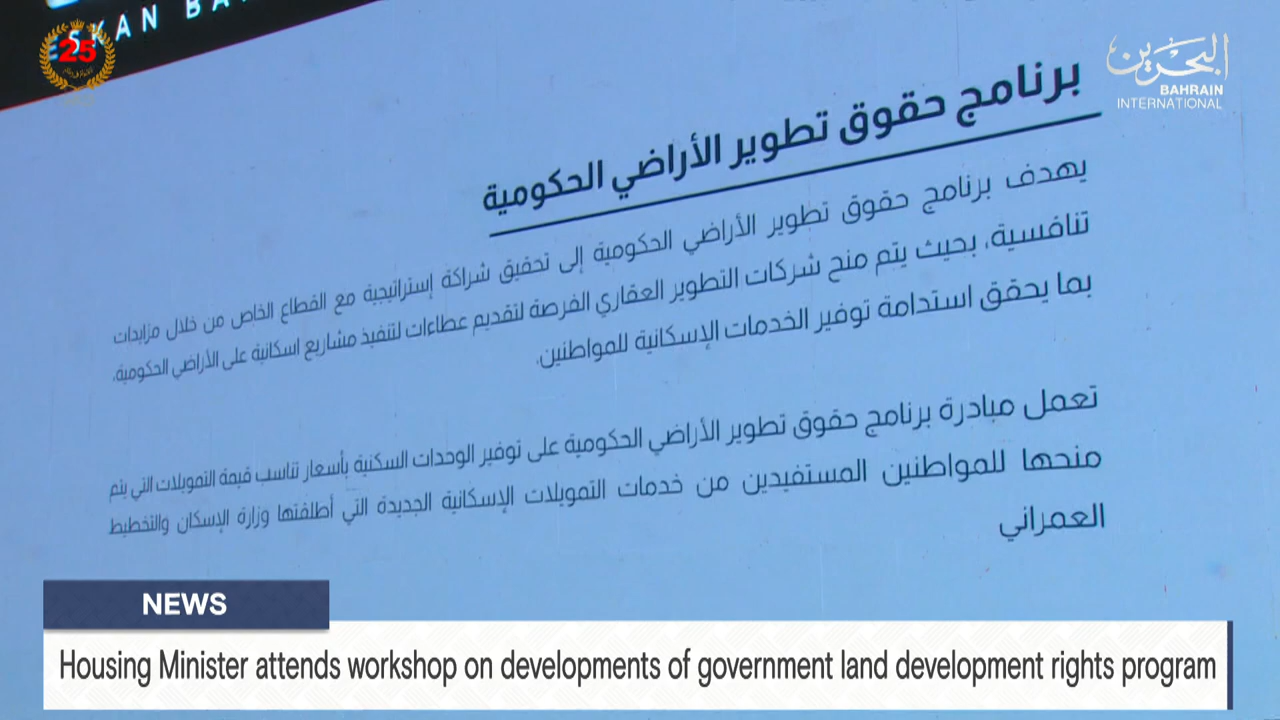 ESKAN BA
25
البحرين
BAHRAIN
INTERNATIONAL
برنامج حقوق تطوير الأراضي الحكومية
يهدف برنامج حقوق تطوير الأراضي الحكومية إلى تحقيق شراكة إستراتيجية مع القطاع الخاص من خلال مزايدات
تنافسية، بحيث يتم منح شركات التطوير العقاري الفرصة لتقديم عطاءات لتنفيذ مشاريع اسكانية على الأراضي الحكومية،
بما يحقق استدامة توفير الخدمات الإسكانية للمواطنين.
تعمل مبادرة برنامج حقوق تطوير الأراضي الحكومية على توفير الوحدات السكنية بأسعار تناسب قيمة التمويلات التي يتم
منحها للمواطنين المستفيدين من خدمات التمويلات الإسكانية الجديدة التي أطلقتها وزارة الإسكان والتخطيط
العمراني
NEWS
Housing Minister attends workshop on developments of government land development rights program